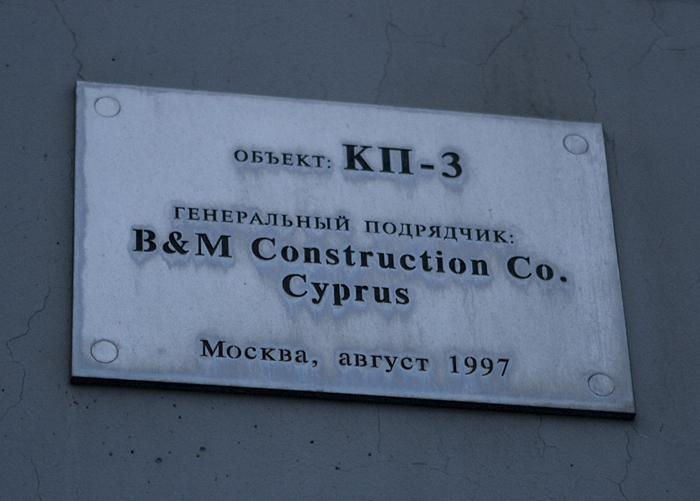 ОБЪЕКТ: КП-3
ГЕНЕРАЛЬНЫЙ ПОДРЯДЧИК:
B&M Construction Co.
Cyprus
Москва, август 1997